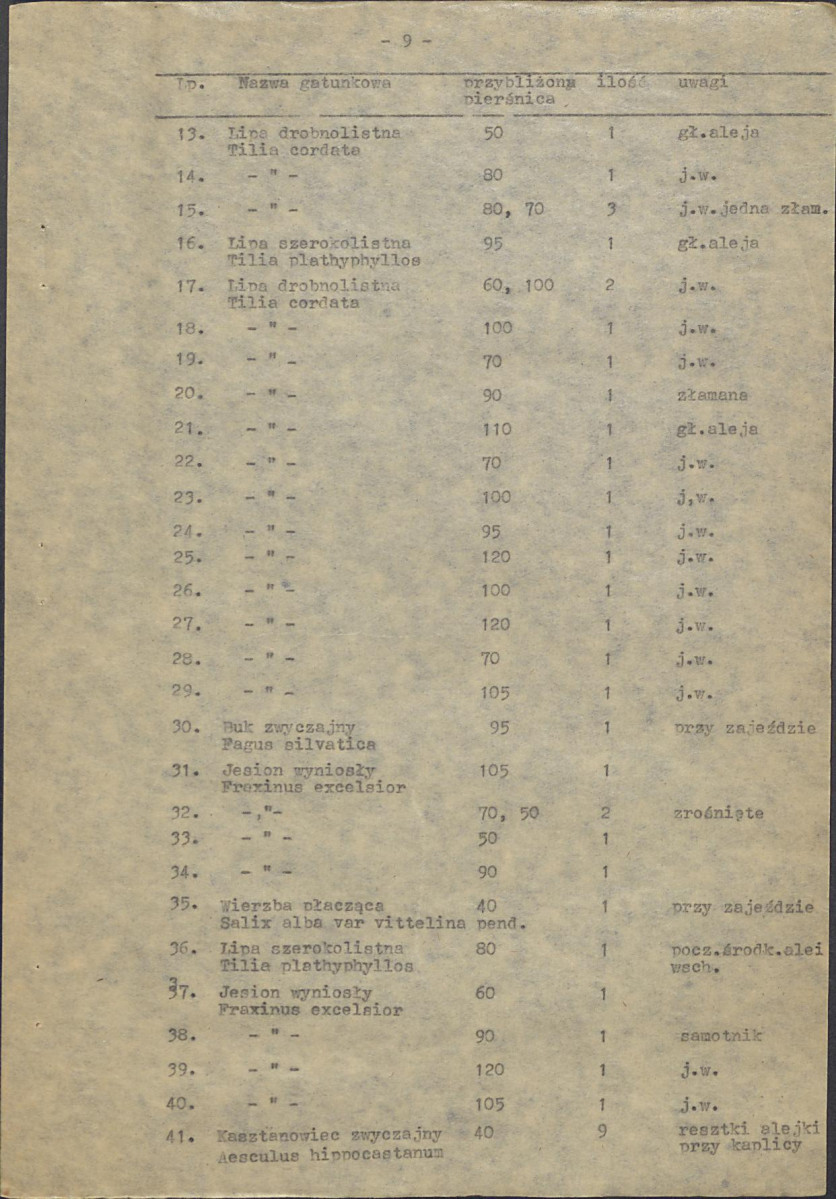 - 9 -
Lp. Nazwa gatunkowa przybliżona ilość uwagi
pierśnica
13. Lipa drobnolistna 50 1 gł.aleja
Tilia cordata
14. - " - 80 1 j.w.
15. - " - 80, 70 3 j.w.jedna złam.
16. Lipa szerokolistna 95 1 gł.aleja
Tilia plathyphyllos
17. Lipa drobnolistna 60, 100 2 j.w.
Tilia cordata
18. - " - 100 1 j.w.
19. - " - 70 1 j.w.
20. - " - 90 1 złamana
21. - " - 110 1 gł.aleja
22. - " - 70 1 j.w.
23. - " - 100 1 j,w.
24. - " - 95 1 j.w.
25. - " - 120 1 j.w.
26. - " - 100 1 j.w.
27. - " - 120 1 j.w.
28. - " - 70 1 j.w.
29. - " - 105 1 j.w.
30. Buk zwyczajny 95 1 przy zajeździe
Fagus silvatica
31. Jesion wyniosły 105 1
Fraxinus excelsior
32. -,"- 70, 50 2 zrośnięte
33. - " - 50 1
34. - " - 90 1
35. Wierzba płacząca 40 1 przy zajeździe
Salix alba var vittelina pend.
36. Lipa szerokolistna 80 1 pocz.środk.alei
Tilia plathyphyllos wsch.
37. Jesion wyniosły 60 1
Fraxinus excelsior
38. - " - 90 1 samotnik
39. - " - 120 1 j.w.
40. - " - 105 1 j.w.
41. Kasztanowiec zwyczajny 40 9 resztki alejki
Aesculus hippocastanum przy kaplicy